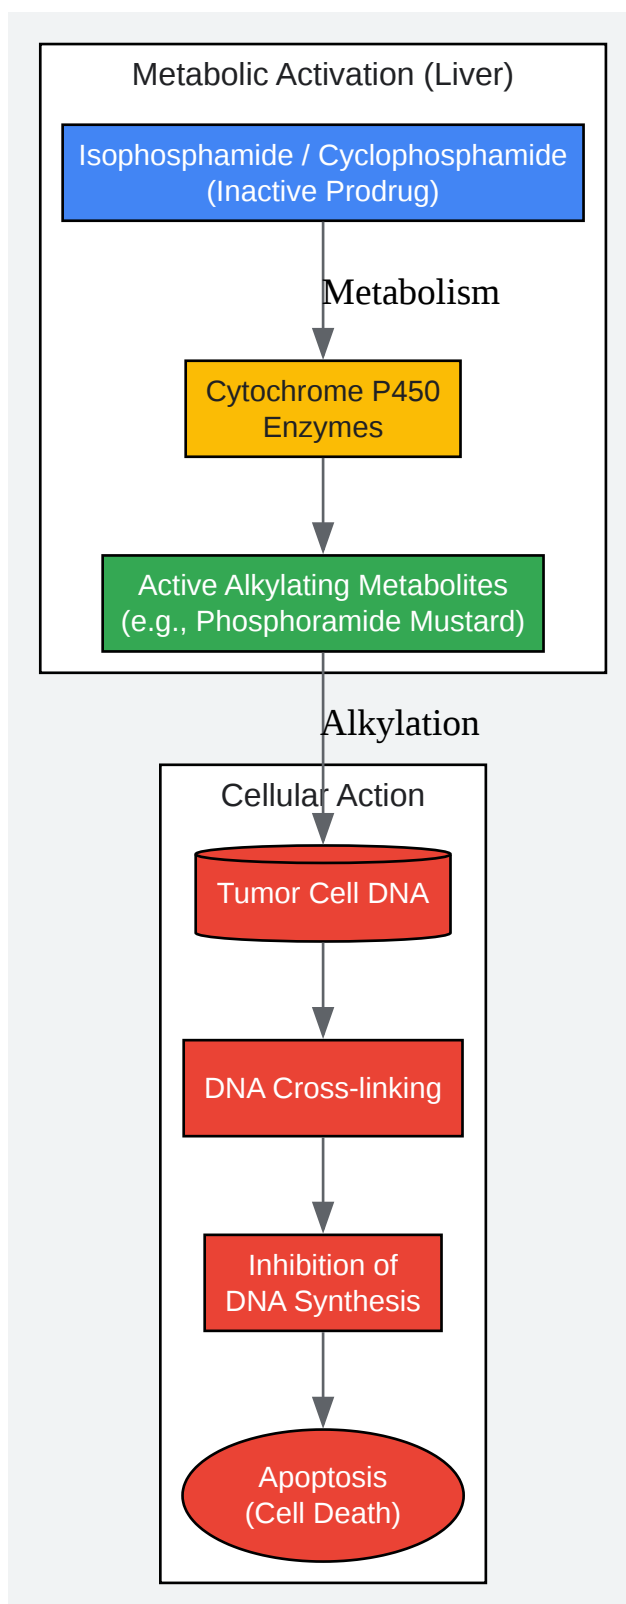 Metabolic Activation (Liver)
Isophosphamide / Cyclophosphamide
(Inactive Prodrug)
Metabolism
Cytochrome P450
Enzymes
Active Alkylating Metabolites
(e.g., Phosphoramide Mustard)
Alkylation
Cellular Action
Tumor Cell DNA
DNA Cross-linking
Inhibition of
DNA Synthesis
Apoptosis
(Cell Death)